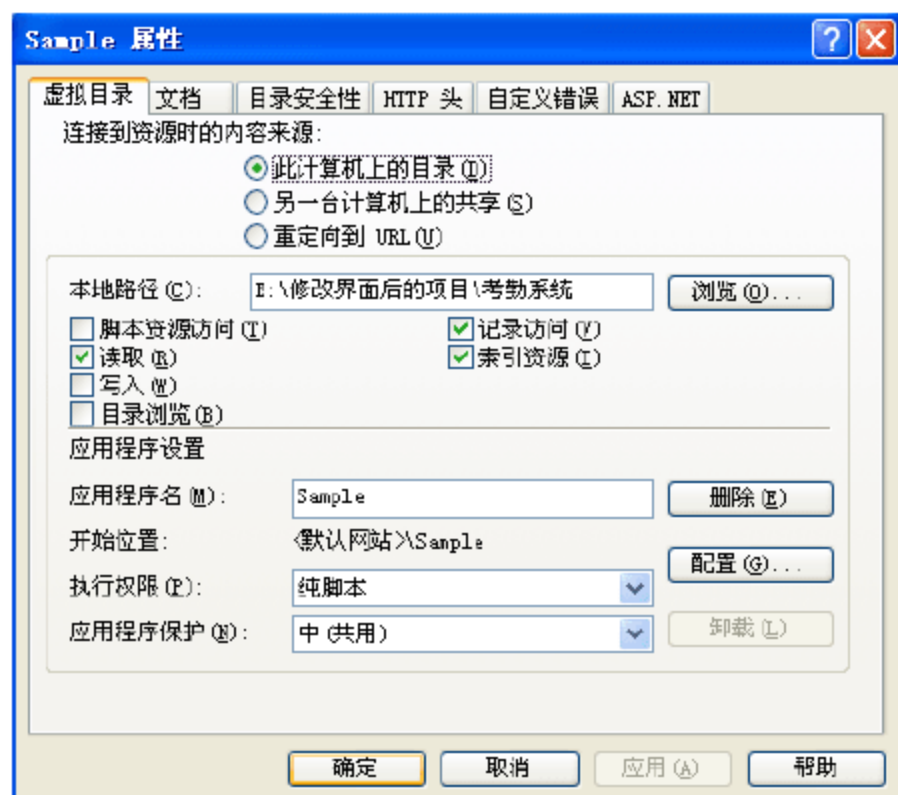 Sample 属性
虚拟目录 文档 目录安全性 HTTP 头 自定义错误 ASP.NET
连接到资源时的内容来源:
此计算机上的目录(D)
另一台计算机上的共享(S)
重定向到 URL(U)
本地路径(C): E:\修改界面后的项目\考勤系统 浏览(O)...
脚本资源访问(T) 记录访问(V)
读取(R) 索引资源(I)
写入(W)
目录浏览(B)
应用程序设置
应用程序名(M): Sample 删除(E)
开始位置: <默认网站>\Sample
配置(G)...
执行权限(P): 纯脚本
应用程序保护(N): 中(共用) 卸载(L)
确定 取消 应用(A) 帮助